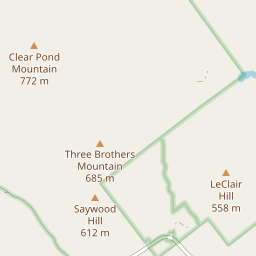 Clear Pond
Mountain
772 m
Three Brothers
Mountain
685 m
LeClair
Hill
558 m
Saywood
Hill
612 m